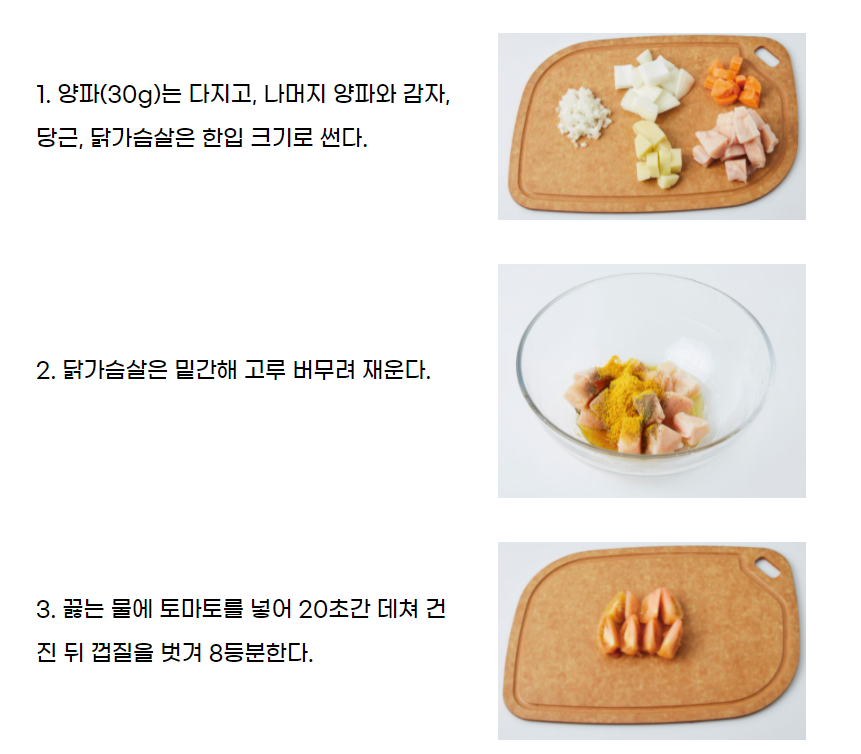 1. 양파(30g)는 다지고, 나머지 양파와 감자,
당근, 닭가슴살은 한입 크기로 썬다.
2. 닭가슴살은 밑간해 고루 버무려 재운다.
3. 끓는 물에 토마토를 넣어 20초간 데쳐 건
진 뒤 껍질을 벗겨 8등분한다.